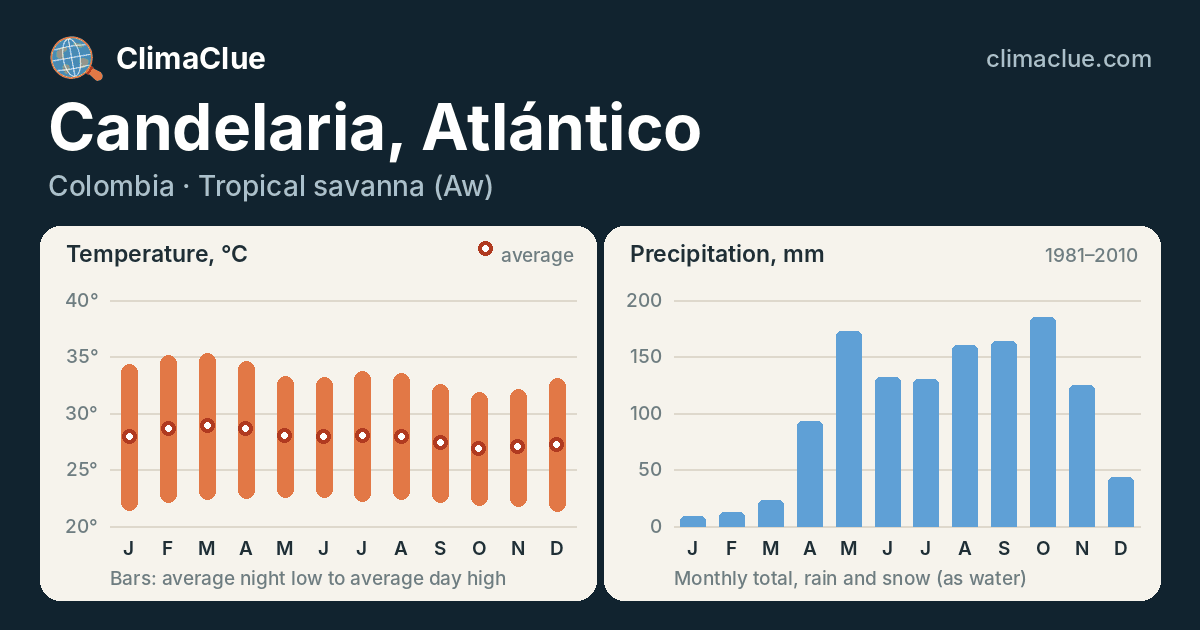 ClimaClue
climaclue.com
Candelaria, Atlántico
Colombia · Tropical savanna (Aw)
Temperature, °C
average
40°
35°
30°
25°
20°
J F M A M J J A S O N D
Bars: average night low to average day high
Precipitation, mm
1981–2010
200
150
100
50
0
J F M A M J J A S O N D
Monthly total, rain and snow (as water)